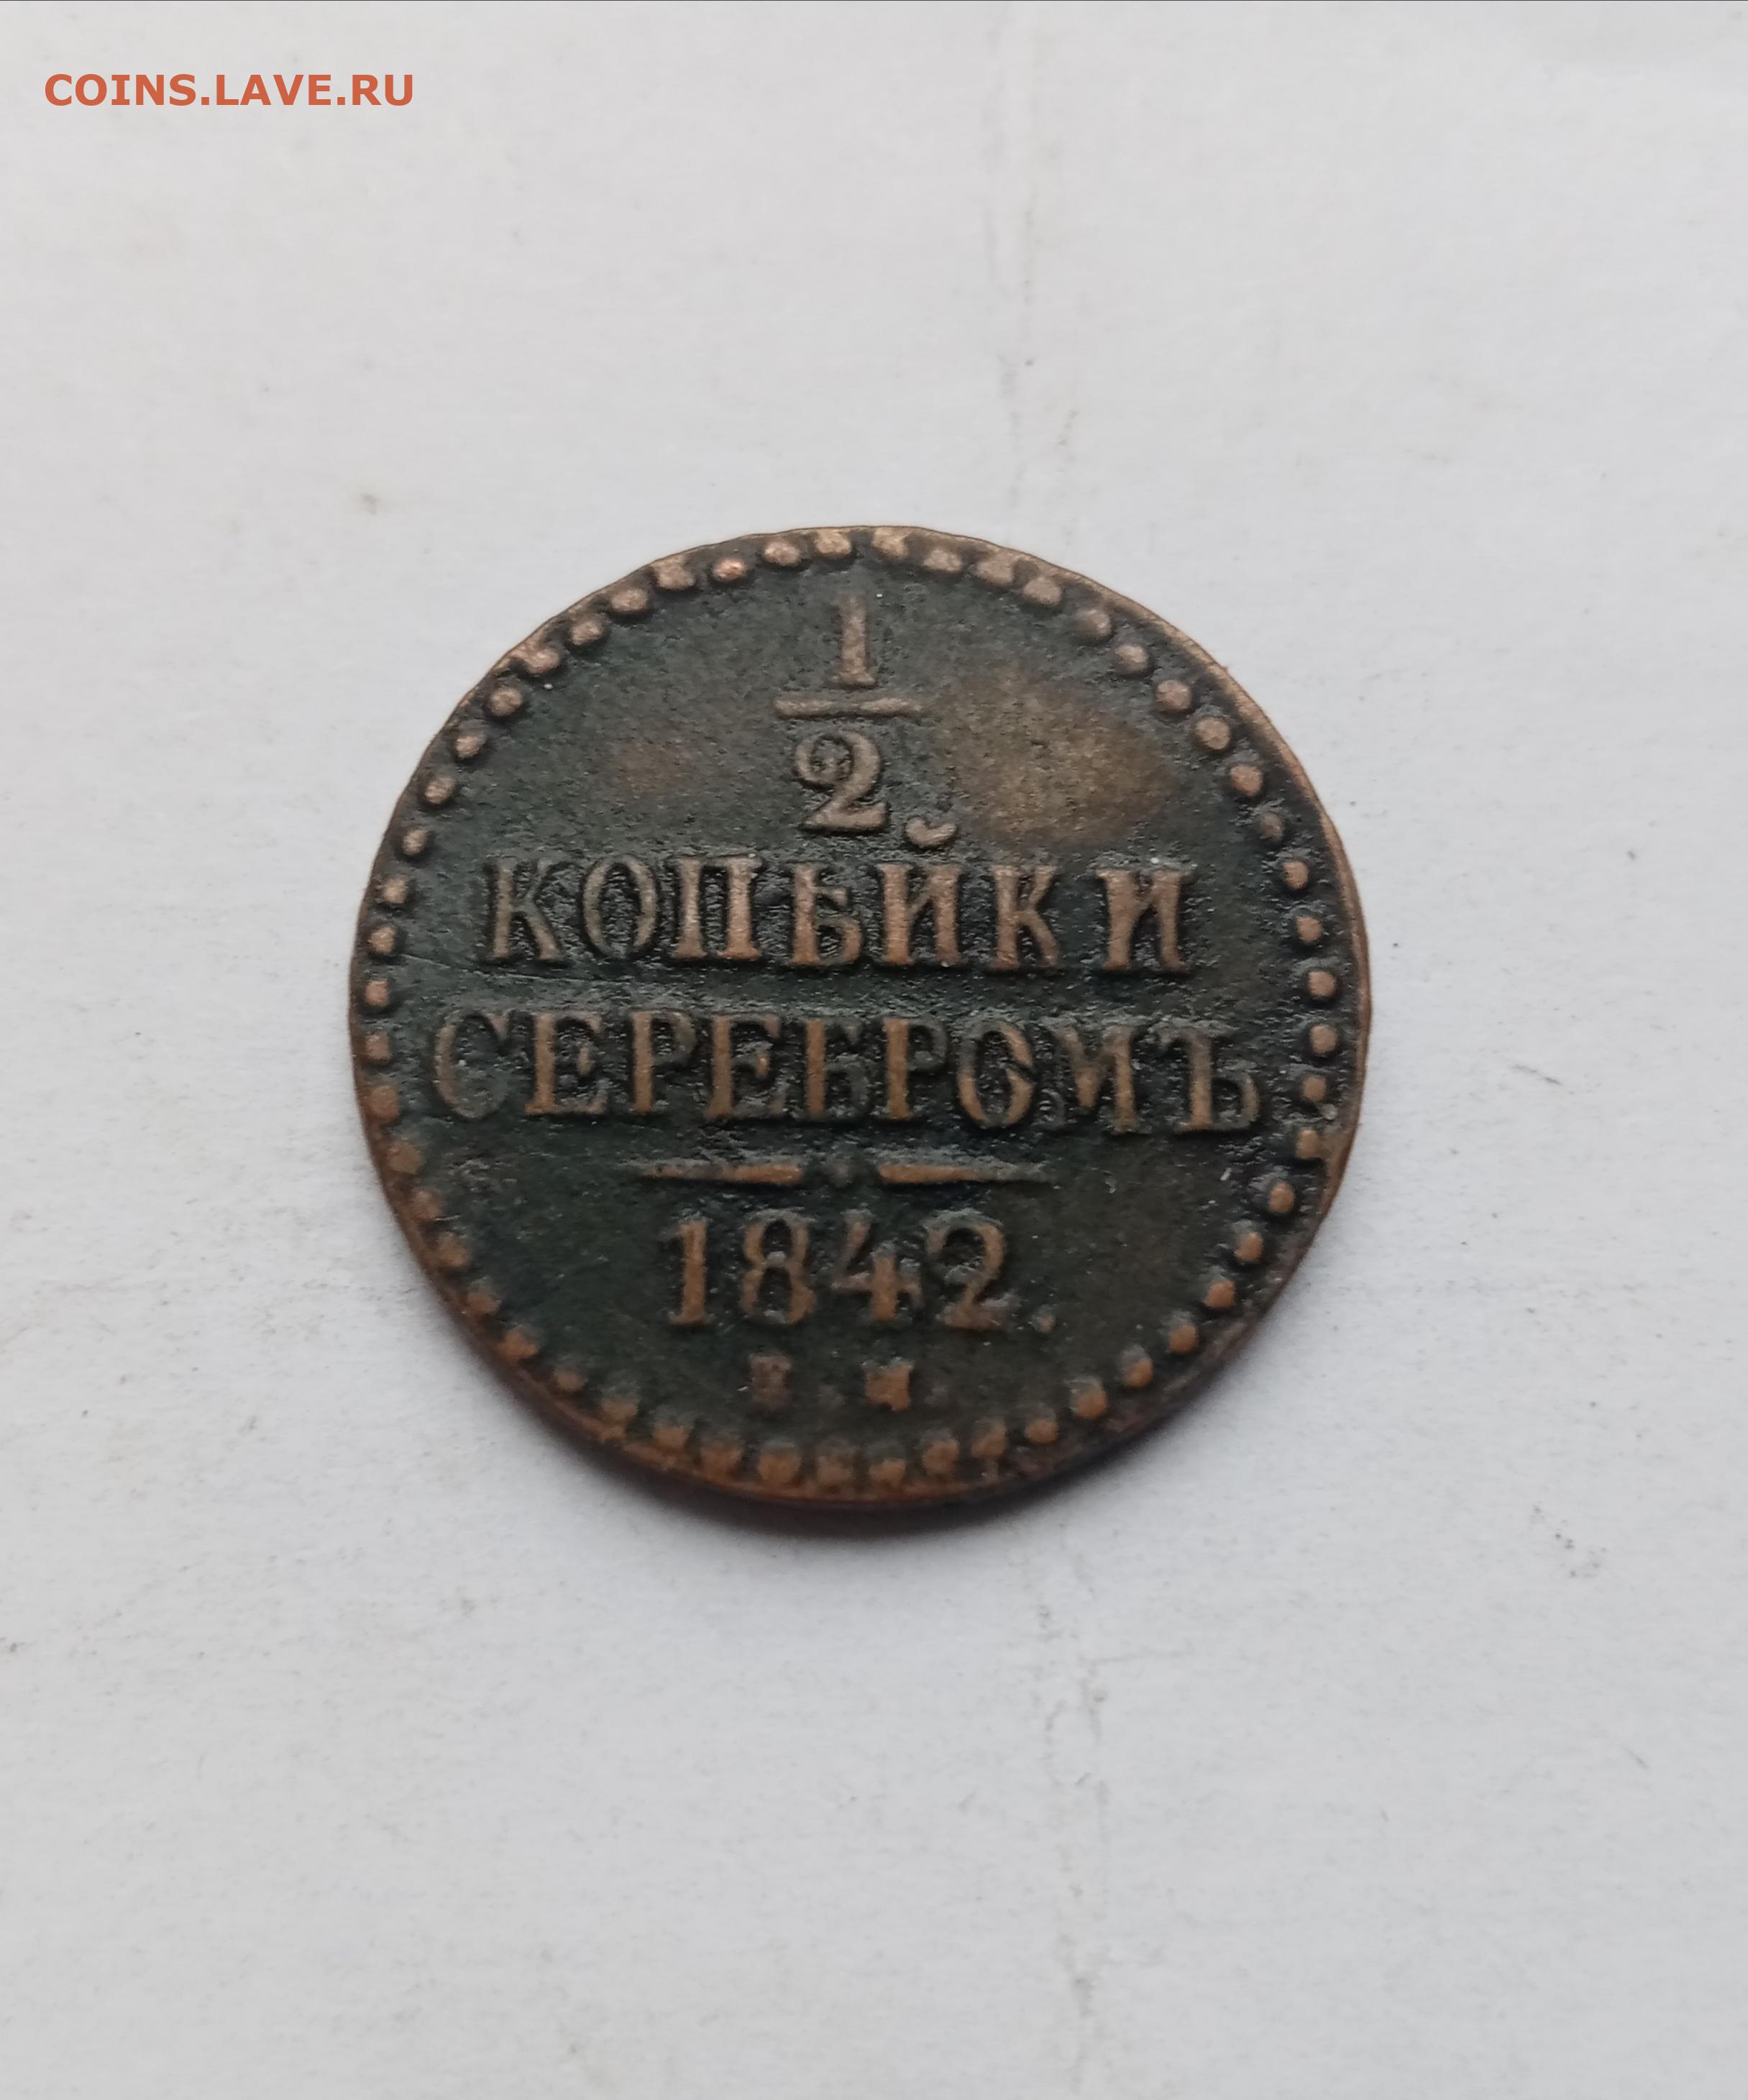 COINS.LAVE.RU
1
2
КОПѢЙКИ
СЕРЕБРОМЪ
1842.